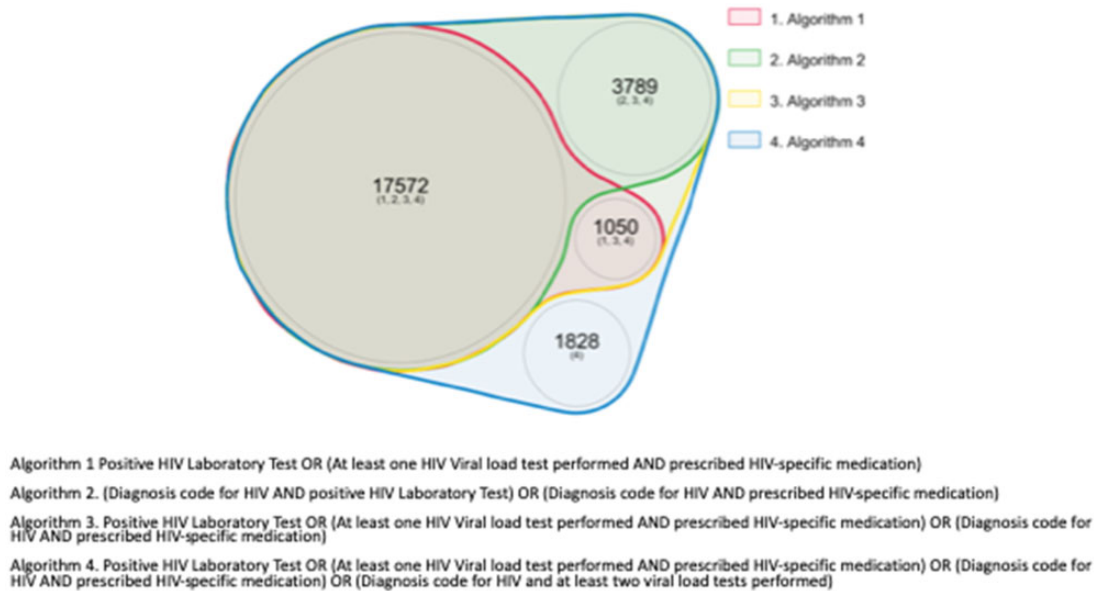 1. Algorithm 1
3789
(2, 3, 4)
2. Algorithm 2
3. Algorithm 3
4. Algorithm 4
17572
(1, 2, 3, 4)
1050
(1, 3, 4)
1828
(4)
Algorithm 1 Positive HIV Laboratory Test OR (At least one HIV Viral load test performed AND prescribed HIV-specific medication)
Algorithm 2. (Diagnosis code for HIV AND positive HIV Laboratory Test) OR (Diagnosis code for HIV AND prescribed HIV-specific medication)
Algorithm 3. Positive HIV Laboratory Test OR (At least one HIV Viral load test performed AND prescribed HIV-specific medication) OR (Diagnosis code for
HIV AND prescribed HIV-specific medication)
Algorithm 4. Positive HIV Laboratory Test OR (At least one HIV Viral load test performed AND prescribed HIV-specific medication) OR (Diagnosis code for
HIV AND prescribed HIV-specific medication) OR (Diagnosis code for HIV and at least two viral load tests performed)